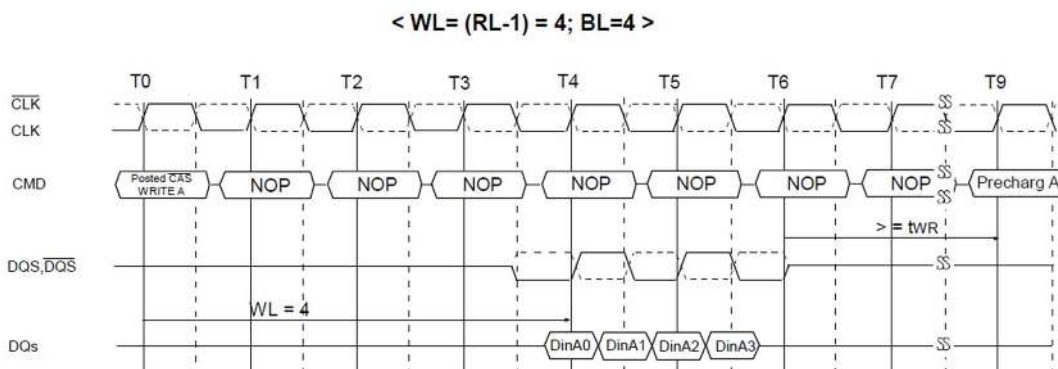 < WL= (RL-1) = 4; BL=4 >
T0 T1 T2 T3 T4 T5 T6 T7 T9
CLK
CLK
CMD
Posted CAS
WRITE A
NOP NOP NOP NOP NOP NOP NOP Precharg A
> = tWR
DQS,DQS
WL = 4
DQs
DinA0 DinA1 DinA2 DinA3